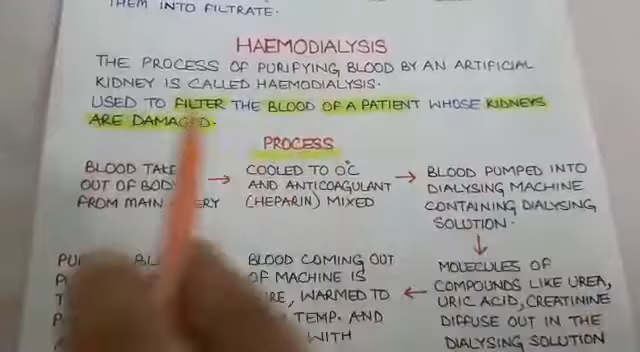 THEM INTO FILTRATE.
HAEMODIALYSIS
THE PROCESS OF PURIFYING BLOOD BY AN ARTIFICIAL
KIDNEY IS CALLED HAEMODIALYSIS.
USED TO FILTER THE BLOOD OF A PATIENT WHOSE KIDNEYS
ARE DAMAGED.
PROCESS
BLOOD
OUT OF BODY
FROM MAIN
→
COOLED TO 0°C
AND ANTICOAGULANT
(HEPARIN) MIXED
→
BLOOD PUMPED INTO
DIALYSING MACHINE
CONTAINING DIALYSING
SOLUTION.
↓
MOLECULES OF
COMPOUNDS LIKE UREA,
URIC ACID, CREATININE
DIFFUSE OUT IN THE
DIALYSING SOLUTION
←
BLOOD COMING OUT
OF MACHINE IS
WARMED TO
TEMP. AND
WITH